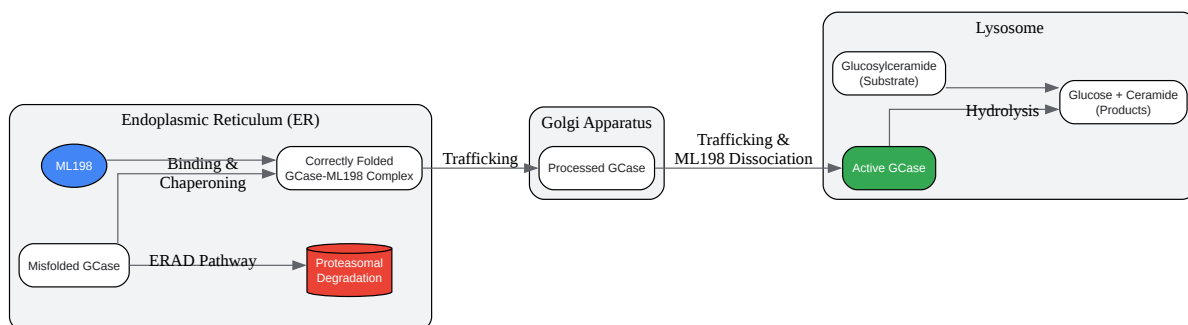 Endoplasmic Reticulum (ER)
ML198
Binding &
Chaperoning
Correctly Folded
GCase-ML198 Complex
Misfolded GCase
ERAD Pathway
Proteasomal
Degradation
Trafficking
Golgi Apparatus
Processed GCase
Trafficking &
ML198 Dissociation
Lysosome
Glucosylceramide
(Substrate)
Glucose + Ceramide
(Products)
Hydrolysis
Active GCase